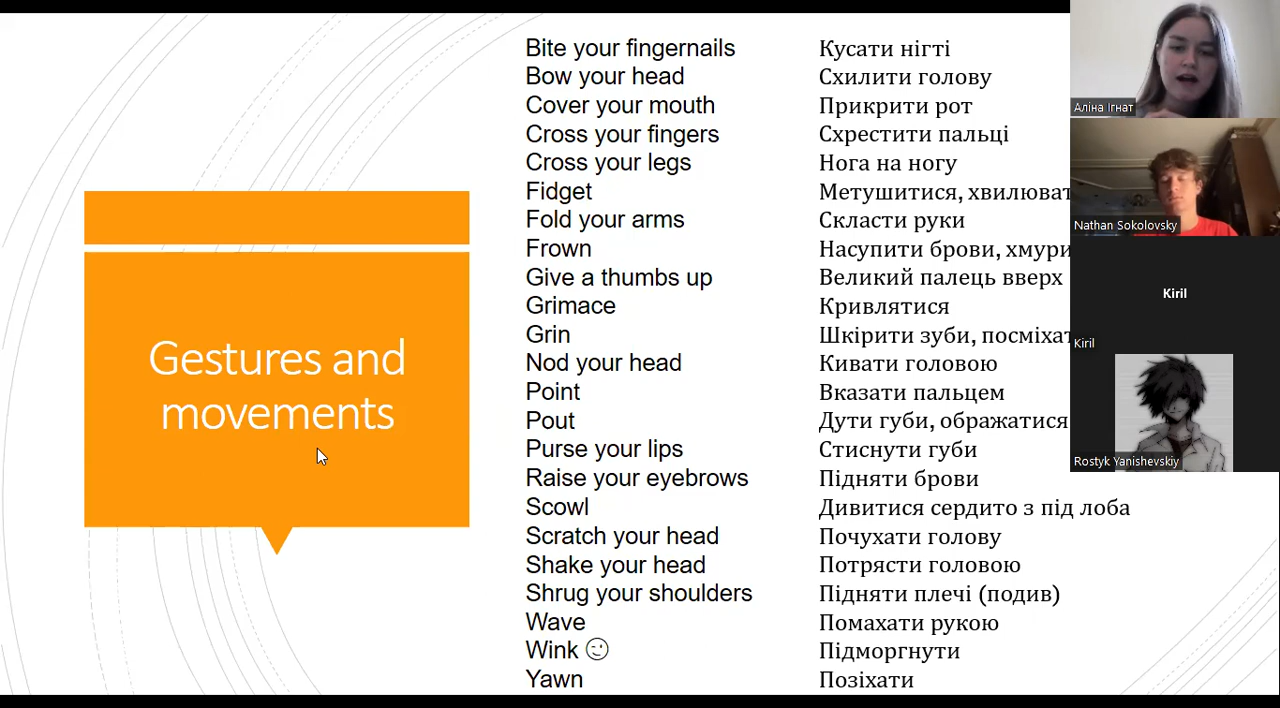 Gestures and
movements
Bite your fingernails Кусати нігті
Bow your head Схилити голову
Cover your mouth Прикрити рот
Cross your fingers Схрестити пальці
Cross your legs Нога на ногу
Fidget Метушитися,
Fold your arms Скласти руки
Frown Насупити брови,
Give a thumbs up Великий палець вверх
Grimace Кривлятися
Grin Шкірити зуби,
Nod your head Кивати головою
Point Вказати пальцем
Pout Дути губи, ображатися
Purse your lips Стиснути губи
Raise your eyebrows Підняти брови
Scowl Дивитися сердито з під лоба
Scratch your head Почухати голову
Shake your head Потрясти головою
Shrug your shoulders Підняти плечі (подив)
Wave Помахати рукою
Wink Підморгнути
Yawn Позіхати
Аліна Ігнат
Nathan Sokolovsky
Kiril
Kiril
Rostyk Yanishevskiy